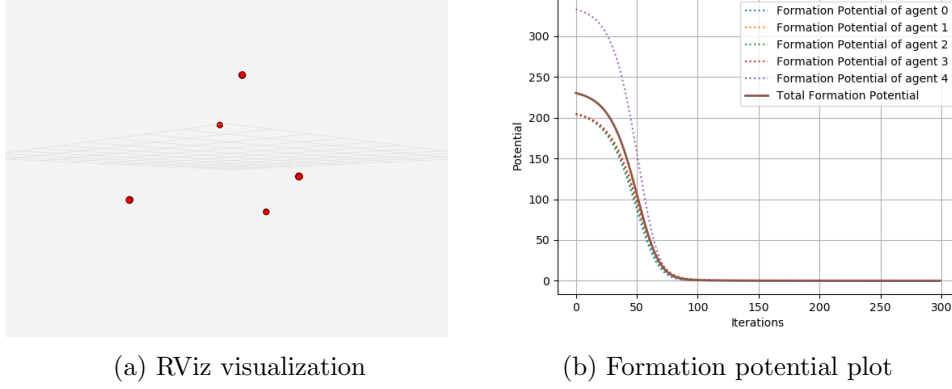 Formation Potential of agent 0
Formation Potential of agent 1
Formation Potential of agent 2
Formation Potential of agent 3
Formation Potential of agent 4
Total Formation Potential
300
250
200
150
100
50
0
Potential
0 50 100 150 200 250 300
Iterations
(a) RViz visualization
(b) Formation potential plot